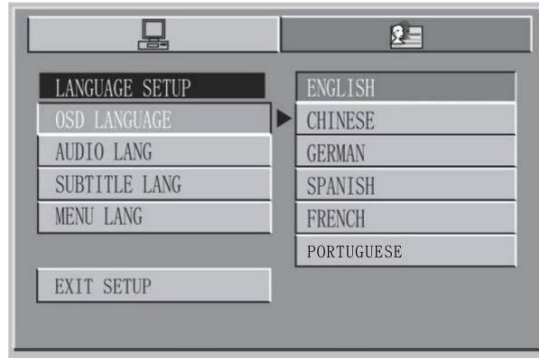 LANGUAGE SETUP
OSD LANGUAGE
AUDIO LANG
SUBTITLE LANG
MENU LANG
EXIT SETUP
ENGLISH
CHINESE
GERMAN
SPANISH
FRENCH
PORTUGUESE